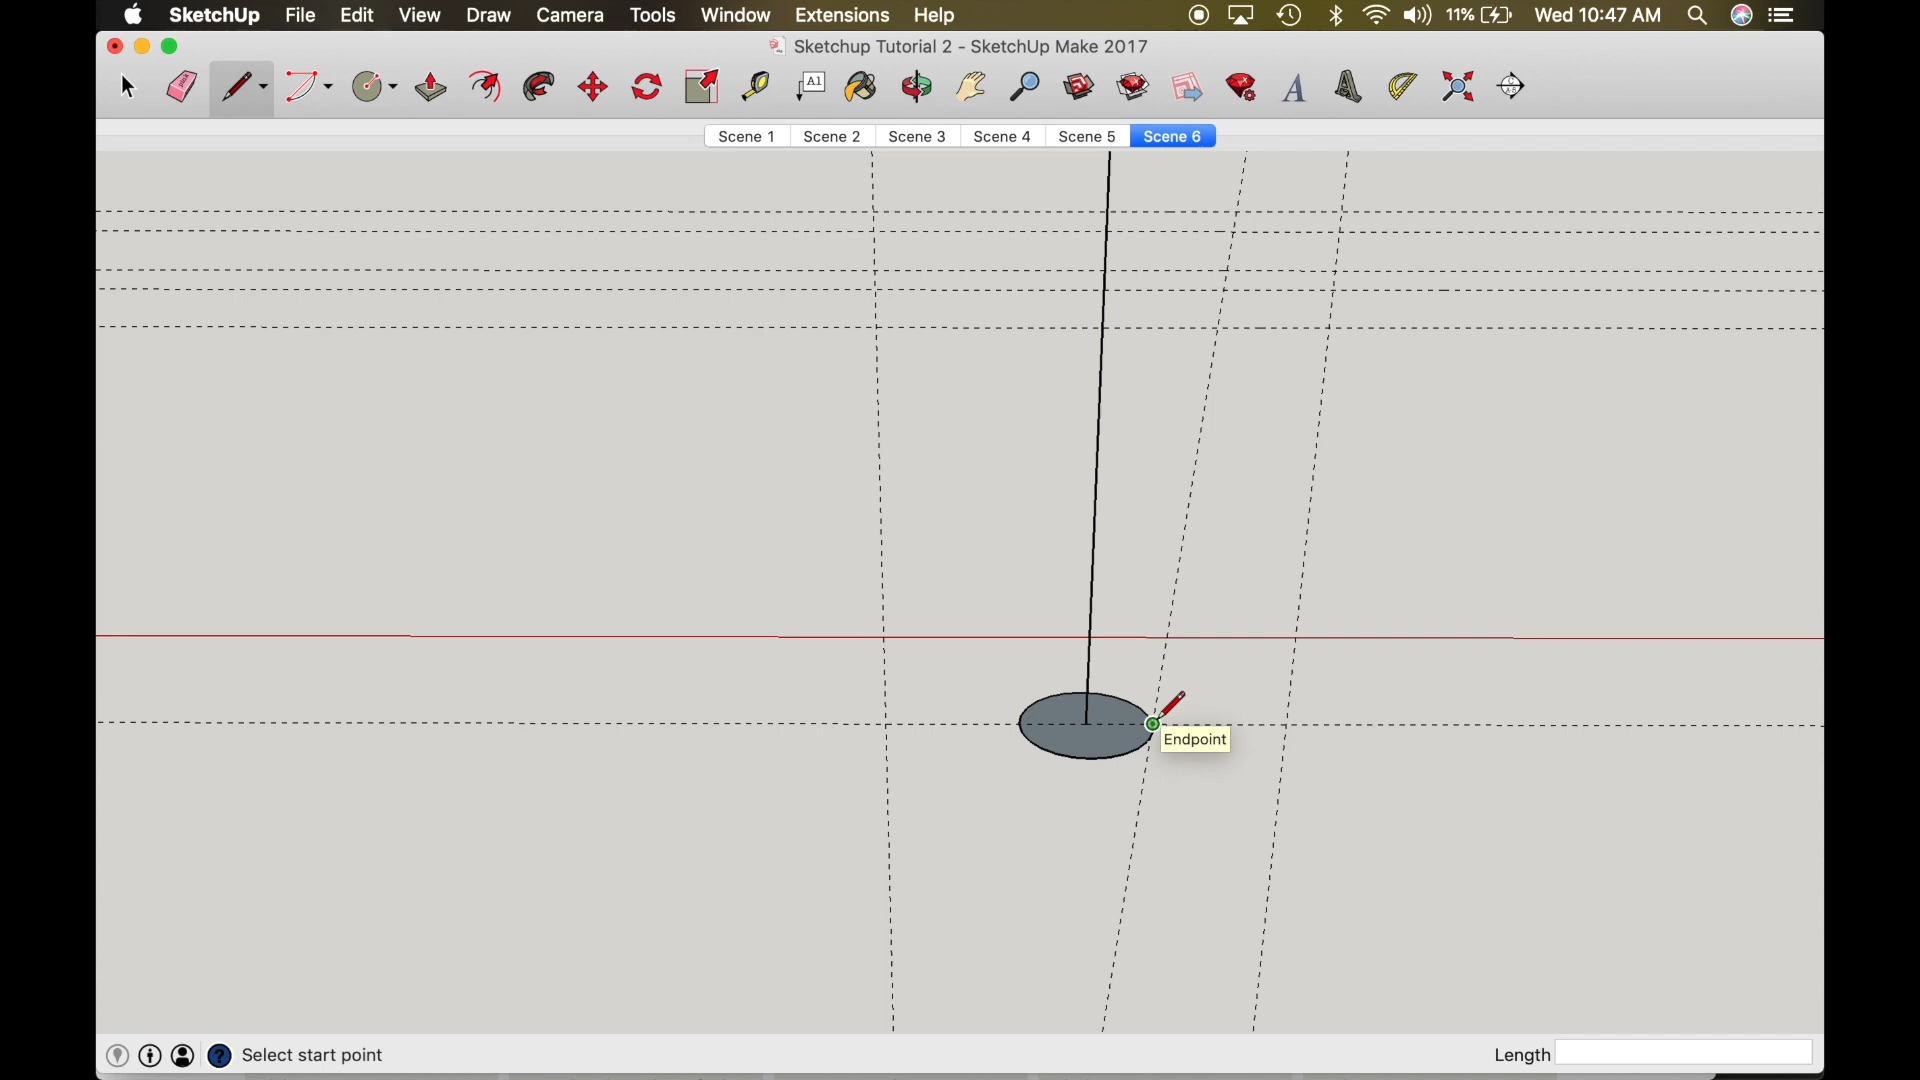 SketchUp File Edit View Draw Camera Tools Window Extensions Help 11% Wed 10:47 AM
Sketchup Tutorial 2 - SketchUp Make 2017
A1
Scene 1 Scene 2 Scene 3 Scene 4 Scene 5 Scene 6
Endpoint
Select start point Length